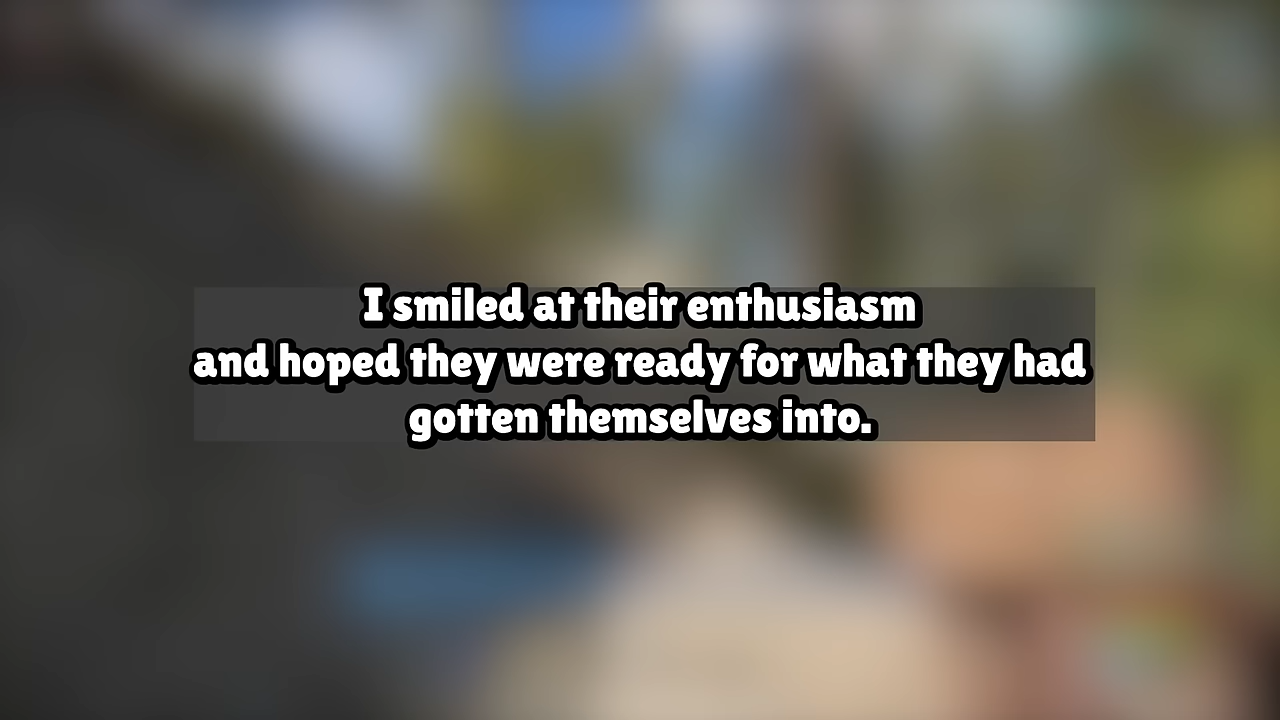 I smiled at their enthusiasm
and hoped they were ready for what they had
gotten themselves into.